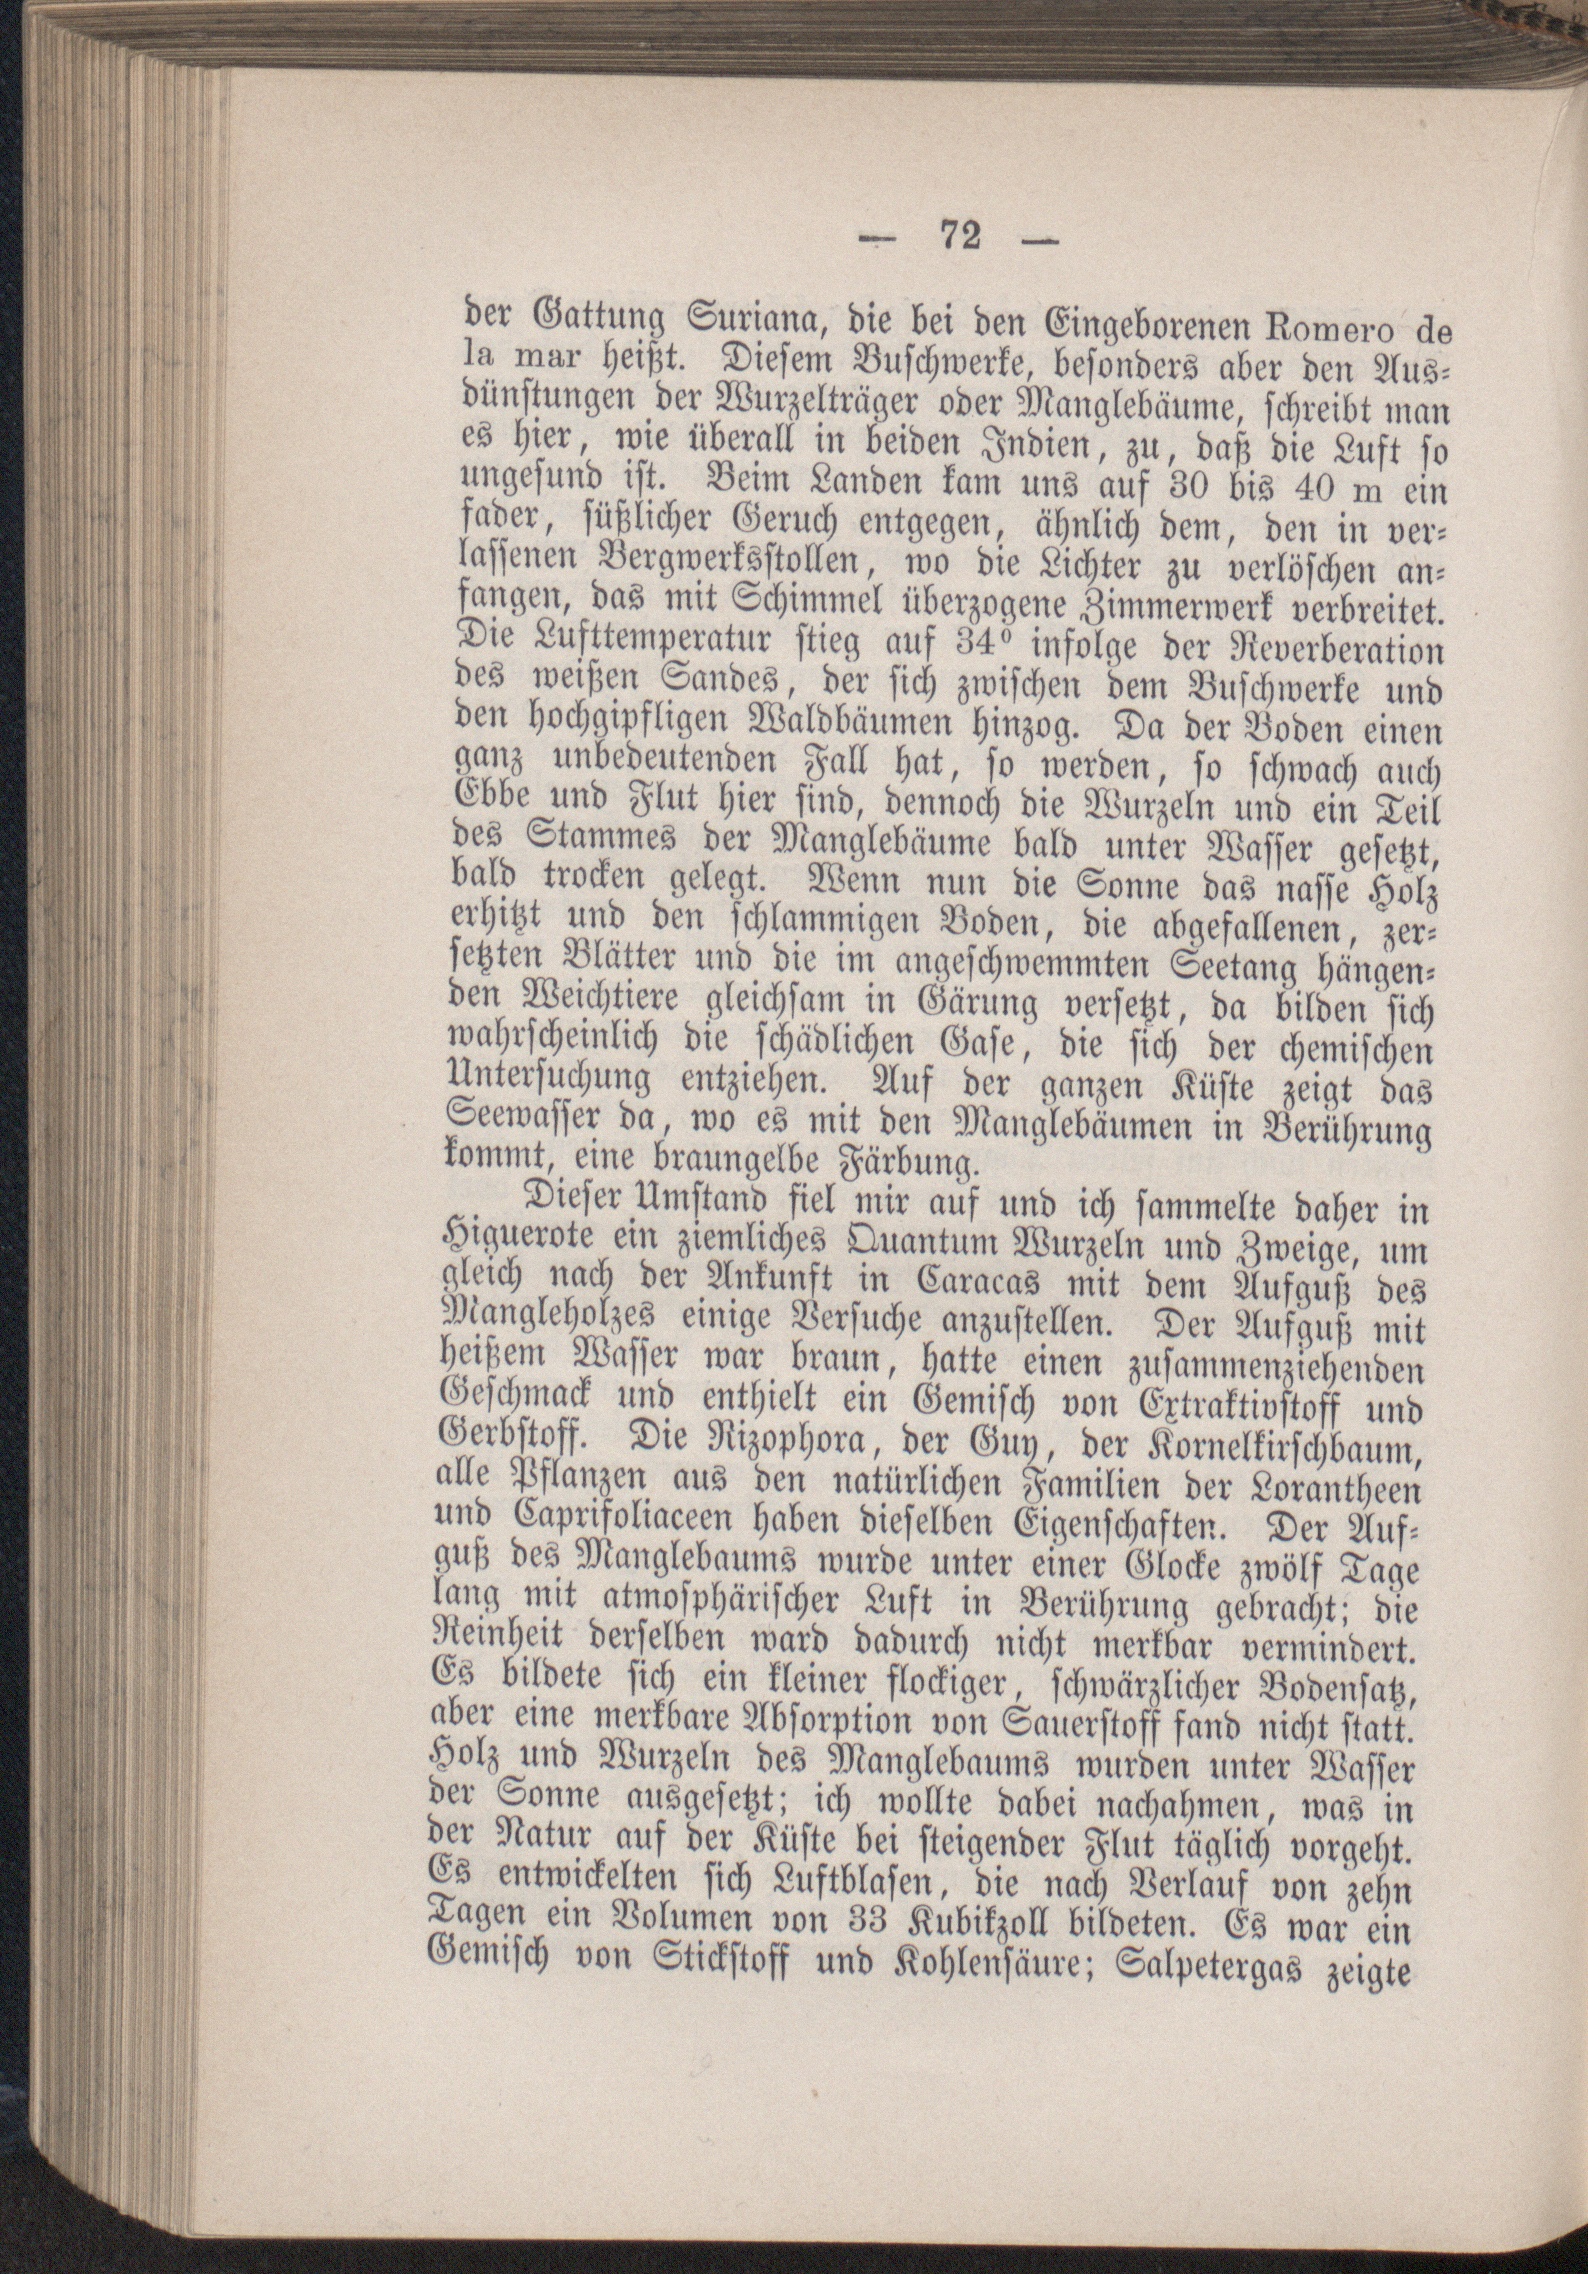 — 72 —
der Gattung Suriana, die bei den Eingeborenen Romero de
la mar heißt. Diesem Buschwerke, besonders aber den Aus-
dünstungen der Wurzelträger oder Manglebäume, schreibt man
es hier, wie überall in beiden Indien, zu, daß die Luft so
ungesund ist. Beim Landen kam uns auf 30 bis 40 m ein
fader, süßlicher Geruch entgegen, ähnlich dem, den in ver-
lassenen Bergwerksstollen, wo die Lichter zu verlöschen an-
fangen, das mit Schimmel überzogene Zimmerwerk verbreitet.
Die Lufttemperatur stieg auf 34° infolge der Reverberation
des weißen Sandes, der sich zwischen dem Buschwerke und
den hochgipfligen Waldbäumen hinzog. Da der Boden einen
ganz unbedeutenden Fall hat, so werden, so schwach auch
Ebbe und Flut hier sind, dennoch die Wurzeln und ein Teil
des Stammes der Manglebäume bald unter Wasser gesetzt,
bald trocken gelegt. Wenn nun die Sonne das nasse Holz
erhitzt und den schlammigen Boden, die abgefallenen, zer-
setzten Blätter und die im angeschwemmten Seetang hängen-
den Weichtiere gleichsam in Gärung versetzt, da bilden sich
wahrscheinlich die schädlichen Gase, die sich der chemischen
Untersuchung entziehen. Auf der ganzen Küste zeigt das
Seewasser da, wo es mit den Manglebäumen in Berührung
kommt, eine braungelbe Färbung.
Dieser Umstand fiel mir auf und ich sammelte daher in
Higuerote ein ziemliches Quantum Wurzeln und Zweige, um
gleich nach der Ankunft in Caracas mit dem Aufguß des
Mangleholzes einige Versuche anzustellen. Der Aufguß mit
heißem Wasser war braun, hatte einen zusammenziehenden
Geschmack und enthielt ein Gemisch von Extraktivstoff und
Gerbstoff. Die Rizophora, der Guy, der Kornelkirschbaum,
alle Pflanzen aus den natürlichen Familien der Lorantheen
und Caprifoliaceen haben dieselben Eigenschaften. Der Auf-
guß des Manglebaums wurde unter einer Glocke zwölf Tage
lang mit atmosphärischer Luft in Berührung gebracht; die
Reinheit derselben ward dadurch nicht merkbar vermindert.
Es bildete sich ein kleiner flockiger, schwärzlicher Bodensatz,
aber eine merkbare Absorption von Sauerstoff fand nicht statt.
Holz und Wurzeln des Manglebaums wurden unter Wasser
der Sonne ausgesetzt; ich wollte dabei nachahmen, was in
der Natur auf der Küste bei steigender Flut täglich vorgeht.
Es entwickelten sich Luftblasen, die nach Verlauf von zehn
Tagen ein Volumen von 33 Kubikzoll bildeten. Es war ein
Gemisch von Stickstoff und Kohlensäure; Salpetergas zeigte